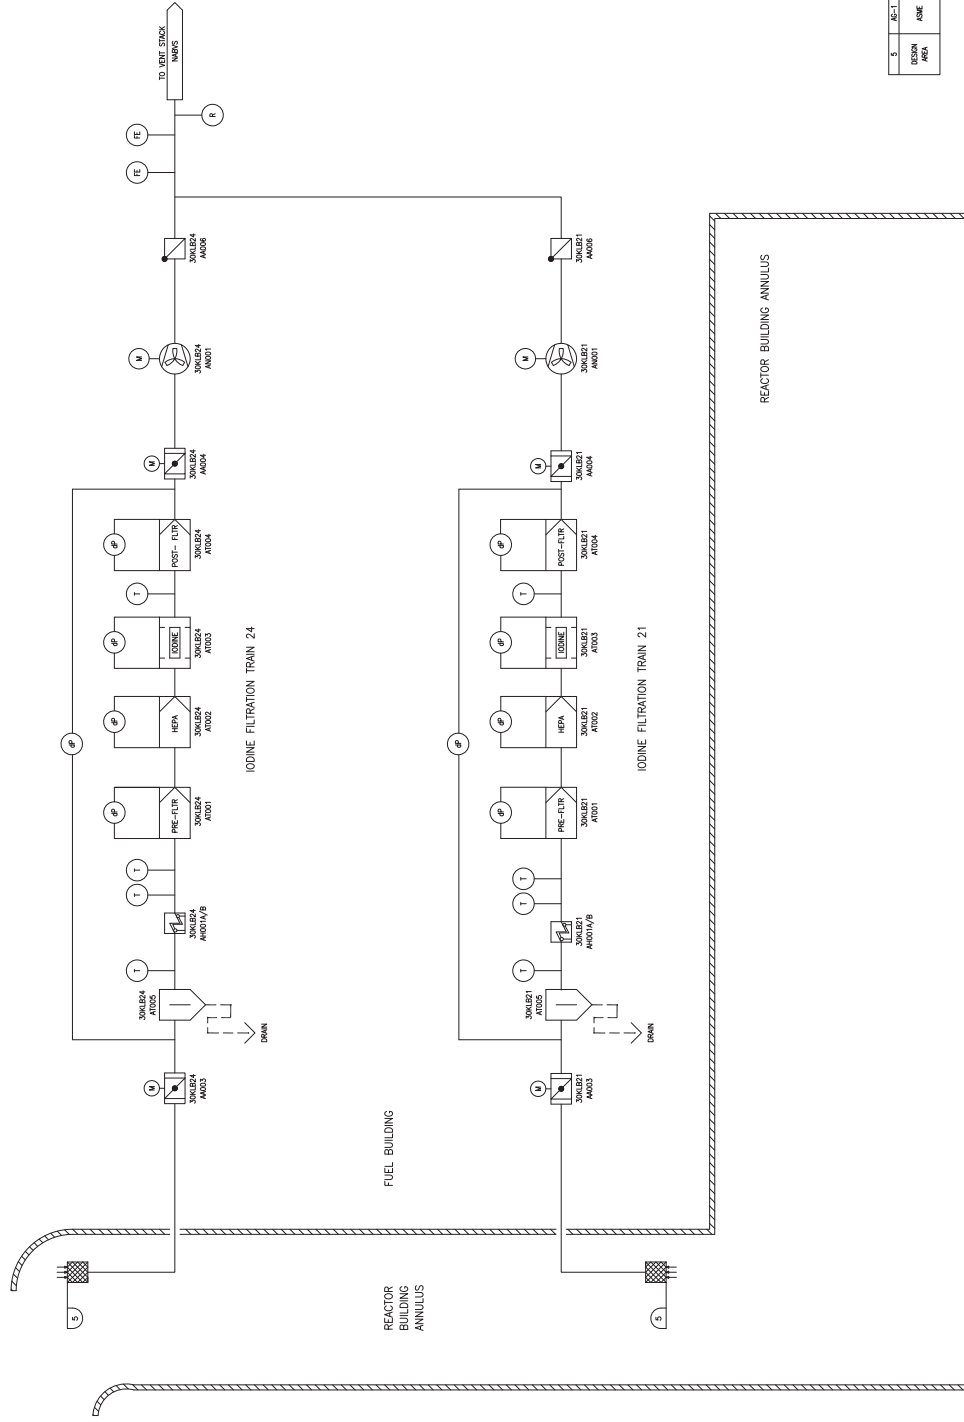 dP
5
dP
dP
dP
dP
T
T
T
T
M
M
M
FE
FE
30KLB24
AT005
PRE-FLTR
HEPA
IODINE
POST- FLTR
TO VENT STACK
NABVS
30KLB24
AA003
30KLB24
AH001A/B
30KLB24
AT001
30KLB24
AT002
30KLB24
AT003
30KLB24
AT004
30KLB24
AA004
30KLB24
AN001
30KLB24
AA006
R
DRAIN
IODINE FILTRATION TRAIN 24
REACTOR
BUILDING
ANNULUS
FUEL BUILDING
dP
dP
dP
dP
dP
T
T
T
T
M
M
M
30KLB21
AT005
PRE-FLTR
HEPA
IODINE
POST-FLTR
30KLB21
AA003
30KLB21
AH001A/B
30KLB21
AT001
30KLB21
AT002
30KLB21
AT003
30KLB21
AT004
30KLB21
AA004
30KLB21
AN001
30KLB21
AA006
DRAIN
IODINE FILTRATION TRAIN 21
5
REACTOR BUILDING ANNULUS
5 AG-1
DESIGN
AREA
ASME